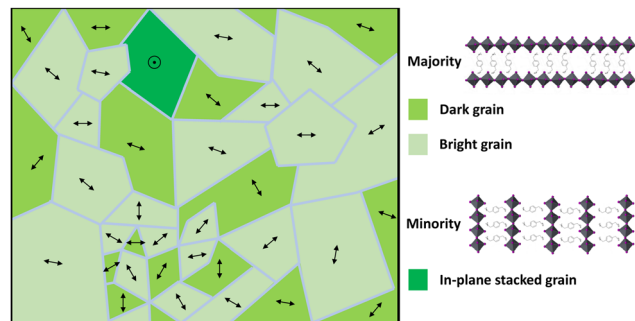 Majority
Dark grain
Bright grain
Minority
In-plane stacked grain